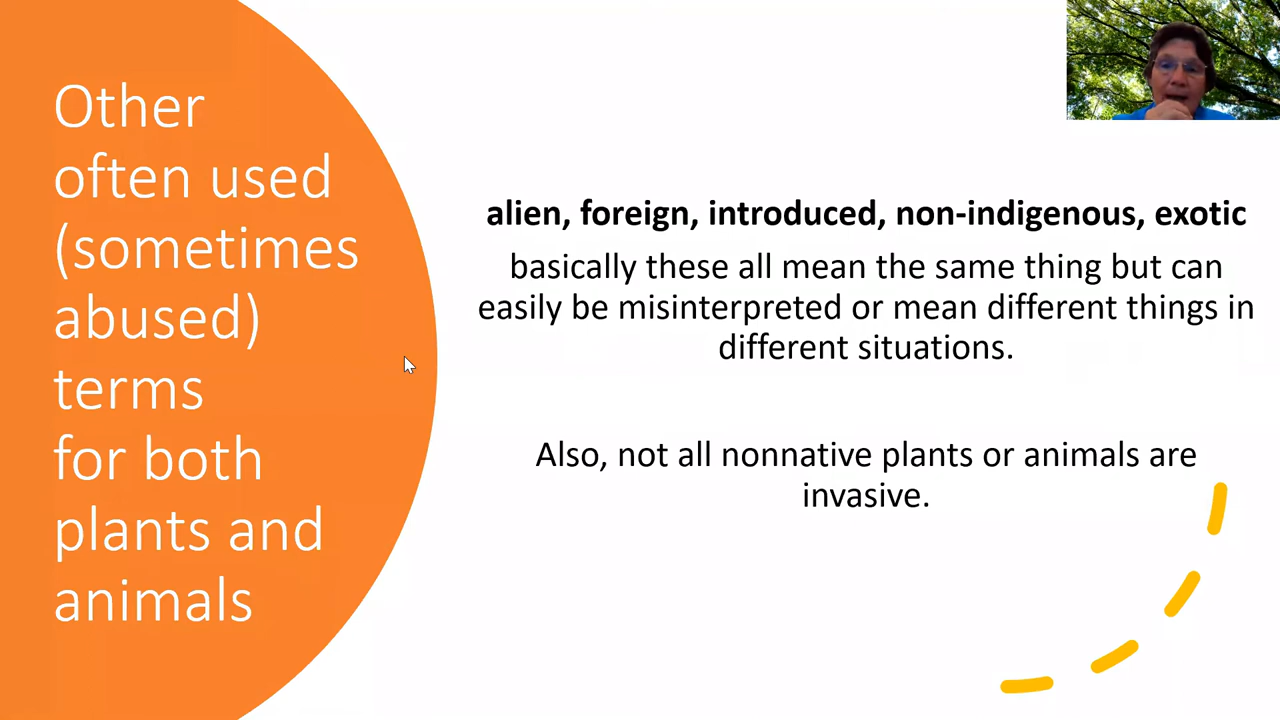 Other
often used
(sometimes
abused)
terms
for both
plants and
animals
alien, foreign, introduced, non-indigenous, exotic
basically these all mean the same thing but can
easily be misinterpreted or mean different things in
different situations.
Also, not all nonnative plants or animals are
invasive.